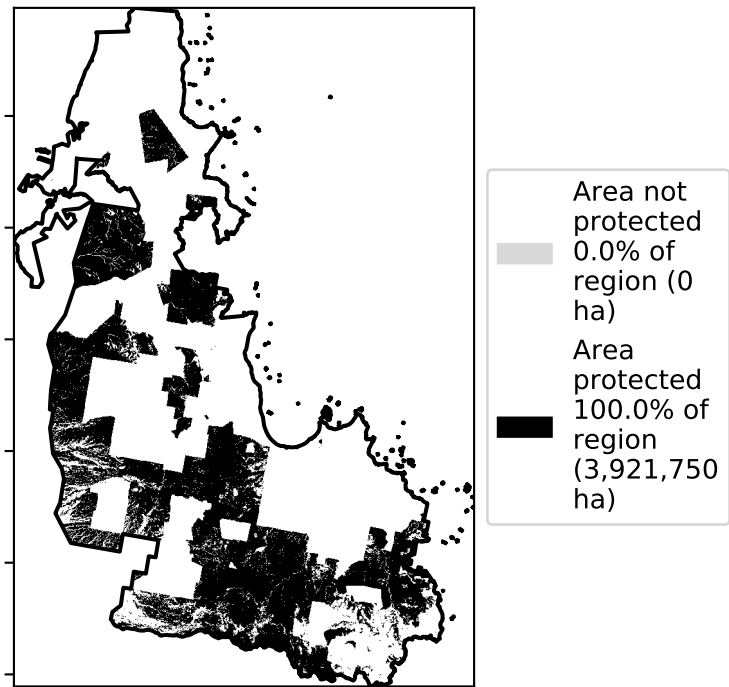 Area not
protected
0.0% of
region (0
ha)
Area
protected
100.0% of
region
(3,921,750
ha)